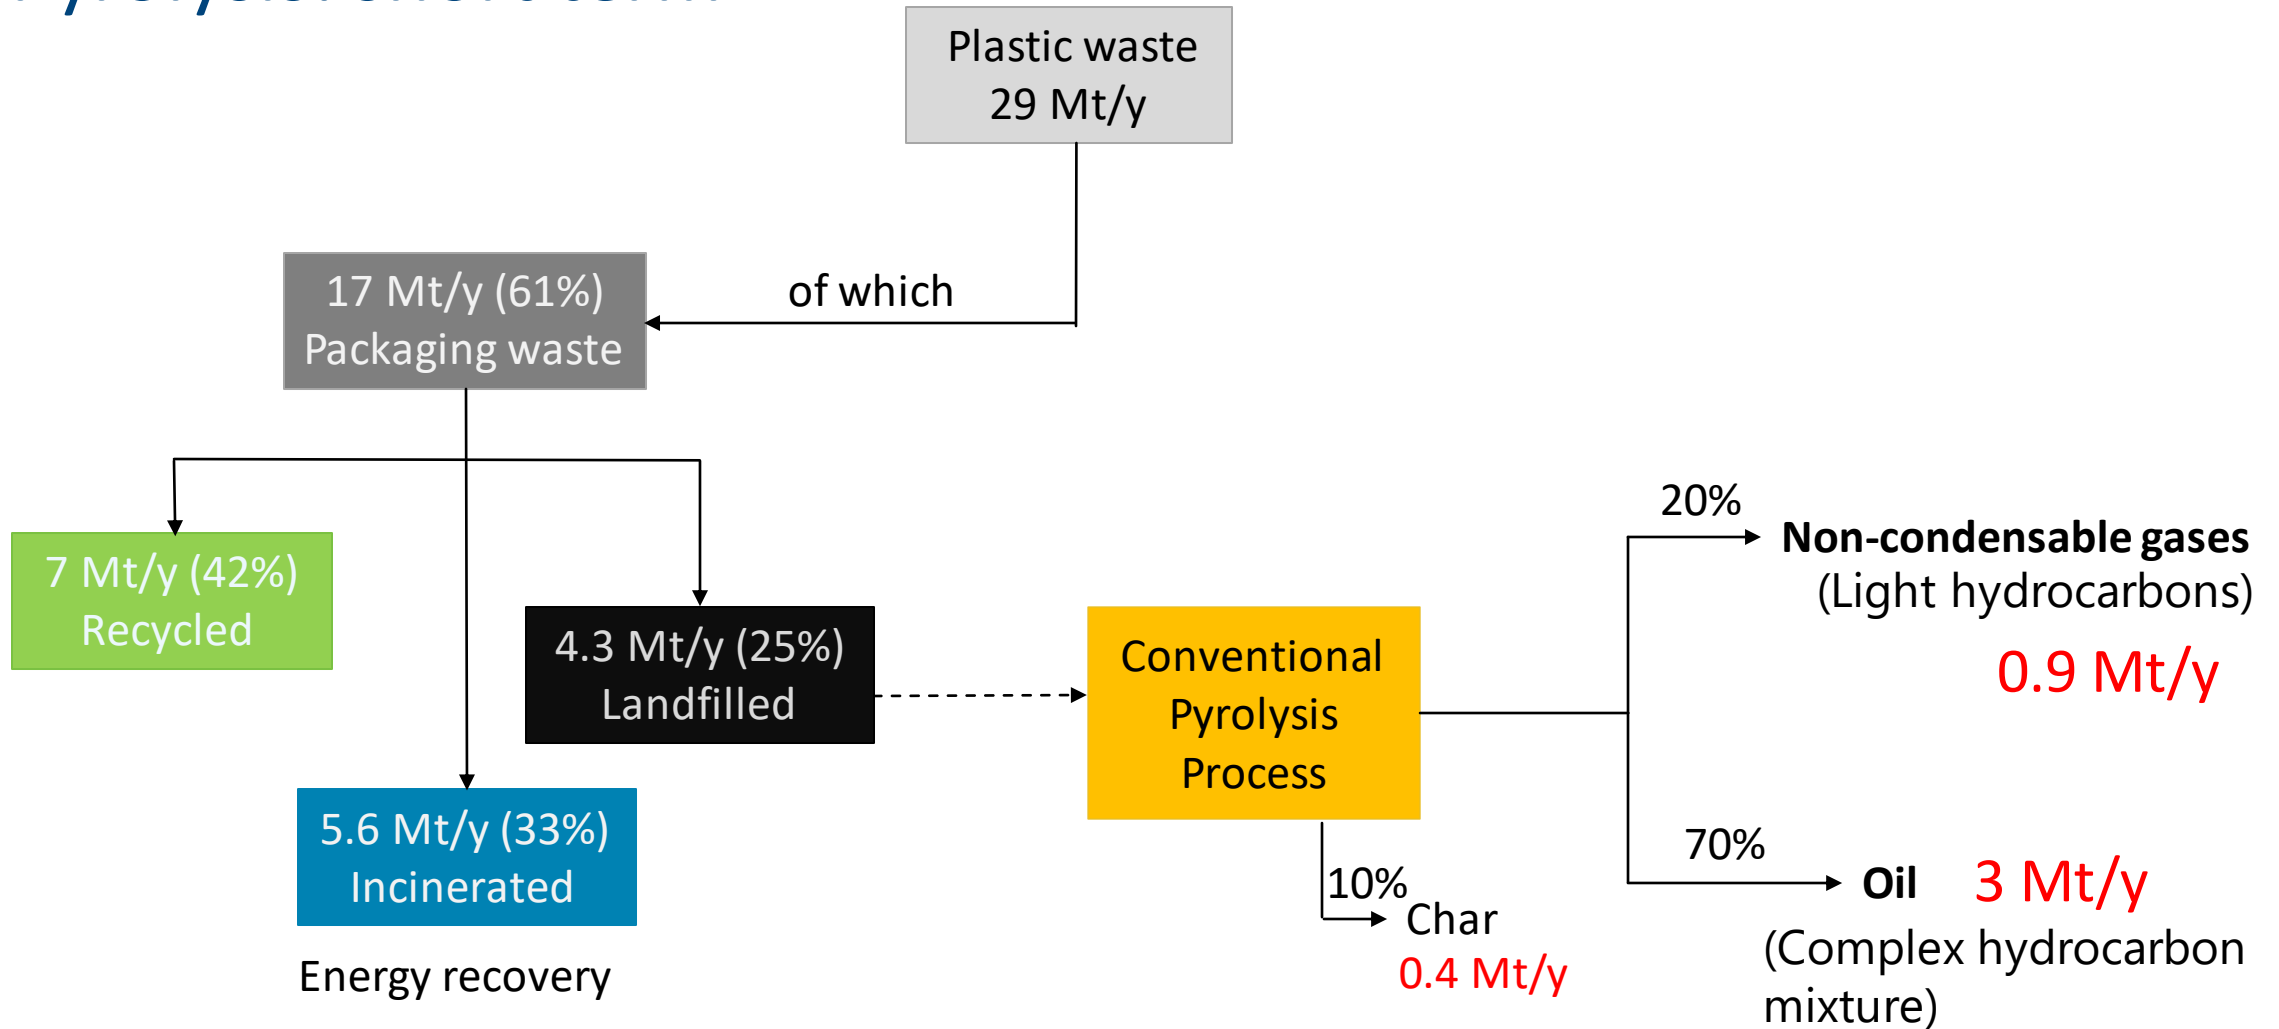 Plastic waste
29 Mt/y
17 Mt/y (61%)
Packaging waste
of which
7 Mt/y (42%)
Recycled
4.3 Mt/y (25%)
Landfilled
5.6 Mt/y (33%)
Incinerated
Energy recovery
Conventional
Pyrolysis
Process
10%
Char
0.4 Mt/y
20%
Non-condensable gases
(Light hydrocarbons)
0.9 Mt/y
70%
Oil 3 Mt/y
(Complex hydrocarbon
mixture)